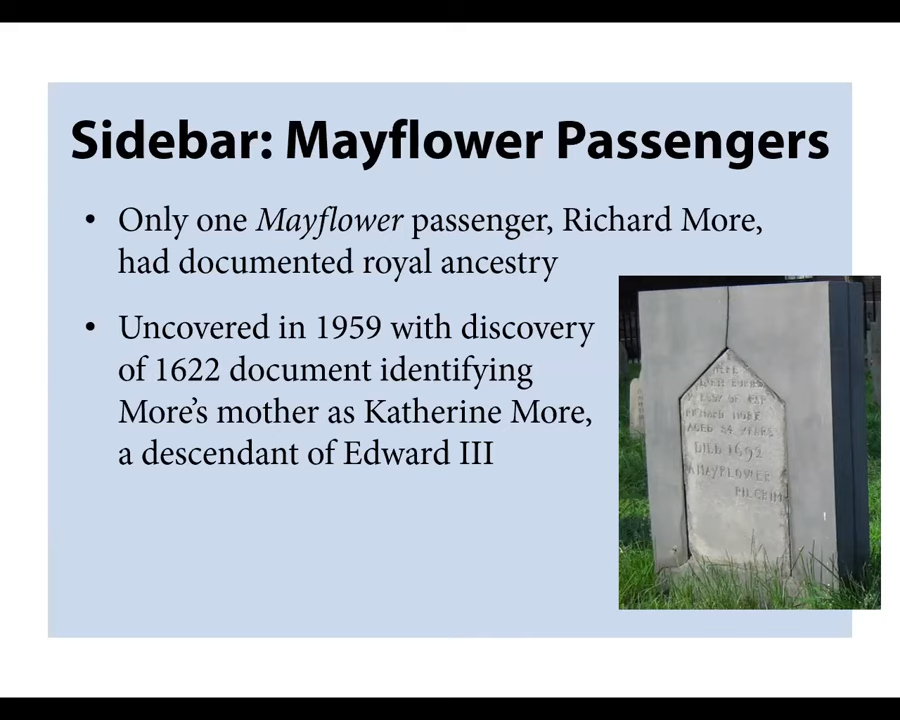 Sidebar: Mayflower Passengers
• Only one Mayflower passenger, Richard More,
had documented royal ancestry
• Uncovered in 1959 with discovery
of 1622 document identifying
More’s mother as Katherine More,
a descendant of Edward III
RICHARD MORE
AGED 84 YEARS
DIED 1692
A MAYFLOWER
PILGRIM